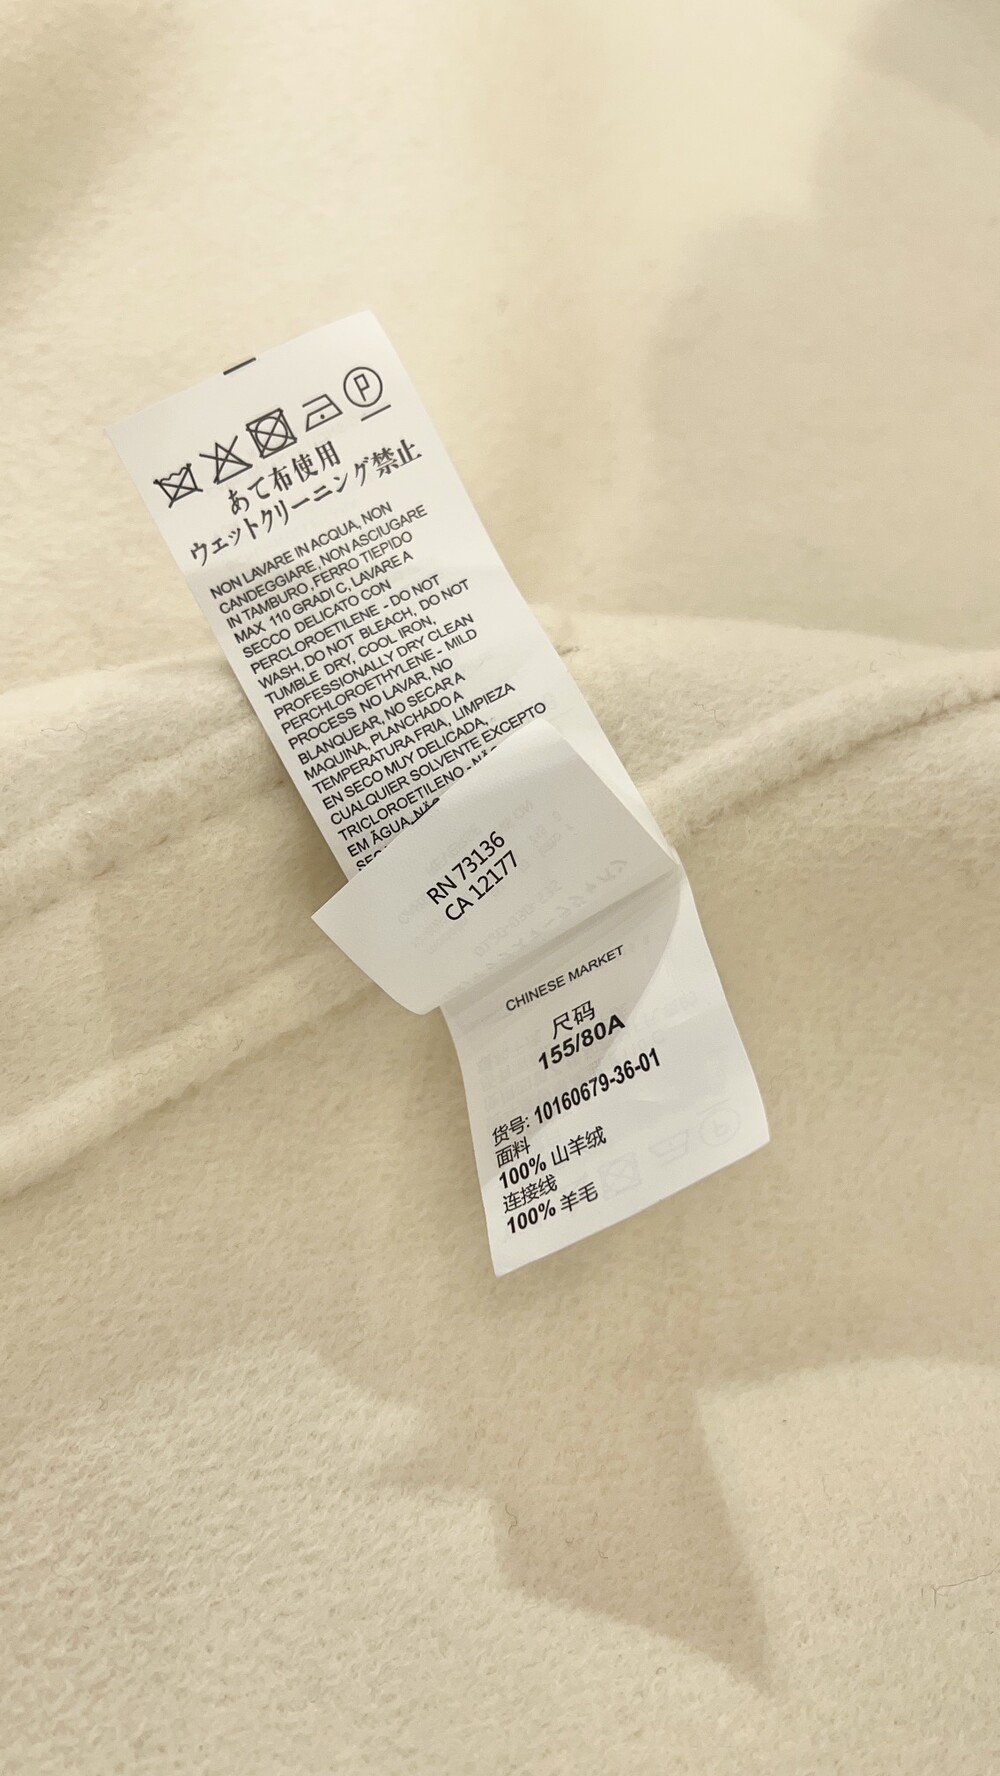 P
あて布使用
ウェットクリーニング禁止
NON LAVARE IN ACQUA, NON
CANDEGGIARE, NON ASCIUGARE
IN TAMBURO, FERRO TIEPIDO
MAX 110 GRADI C, LAVARE A
SECCO DELICATO CON
PERCLOROETILENE - DO NOT
WASH, DO NOT BLEACH, DO NOT
TUMBLE DRY, COOL IRON,
PROFESSIONALLY DRY CLEAN
PERCHLOROETHYLENE - MILD
PROCESS NO LAVAR, NO
BLANQUEAR, NO SECAR A
MAQUINA, PLANCHADO A
TEMPERATURA FRIA, LIMPIEZA
EN SECO MUY DELICADA,
CUALQUIER SOLVENTE EXCEPTO
TRICLOROETILENO - NÃO
EM ÁGUA, NÃO
RN 73136
CA 12177
CHINESE MARKET
尺码
155/80A
货号: 10160679-36-01
面料
100% 山羊绒
连接线
100% 羊毛